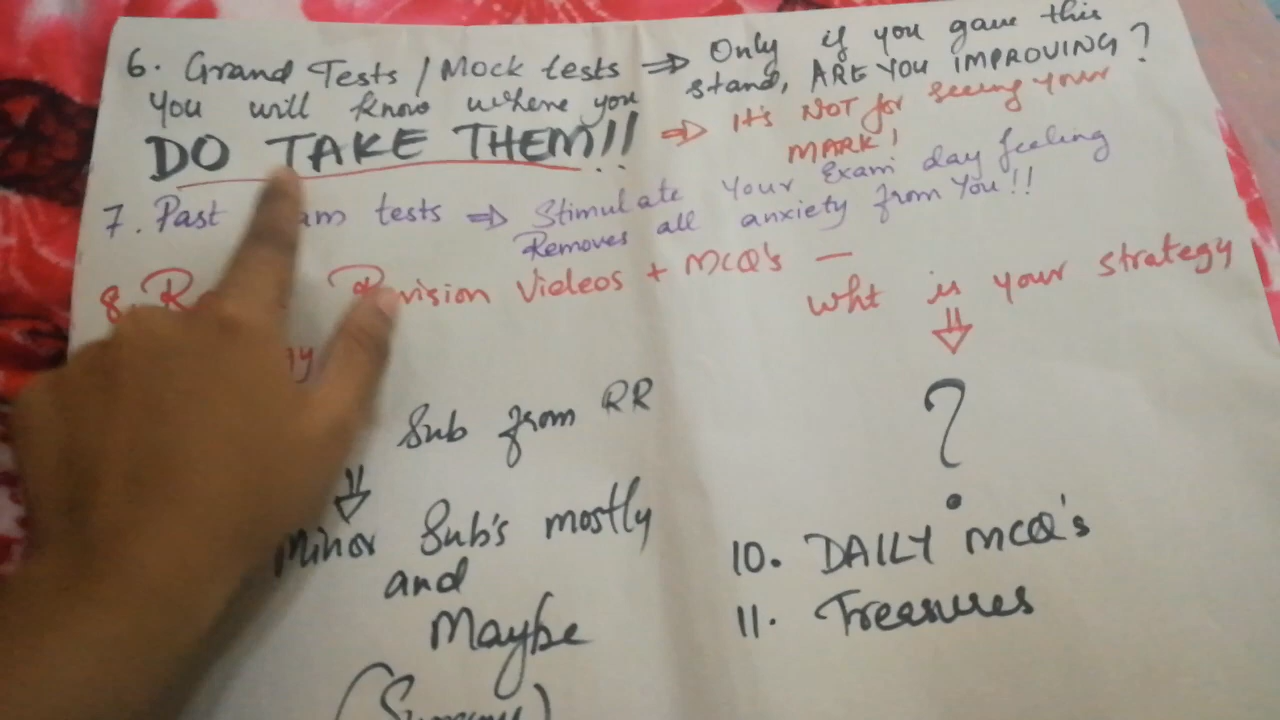 6. Grand Tests / Mock tests ⇒ Only if you gave this
You will know where you stand, ARE YOU IMPROVING?
DO TAKE THEM!! ⇒ It's NOT for seeing your
MARK!
7. Past am tests ⇒ Stimulate Your Exam day feeling
Removes all anxiety from You!!
8. R Revision Videos + MCQ's —
Wht is your strategy
⇓
?
Sub from RR
⇓
Minor Sub's mostly
and
Maybe
10. DAILY MCQ's
11. Treasures